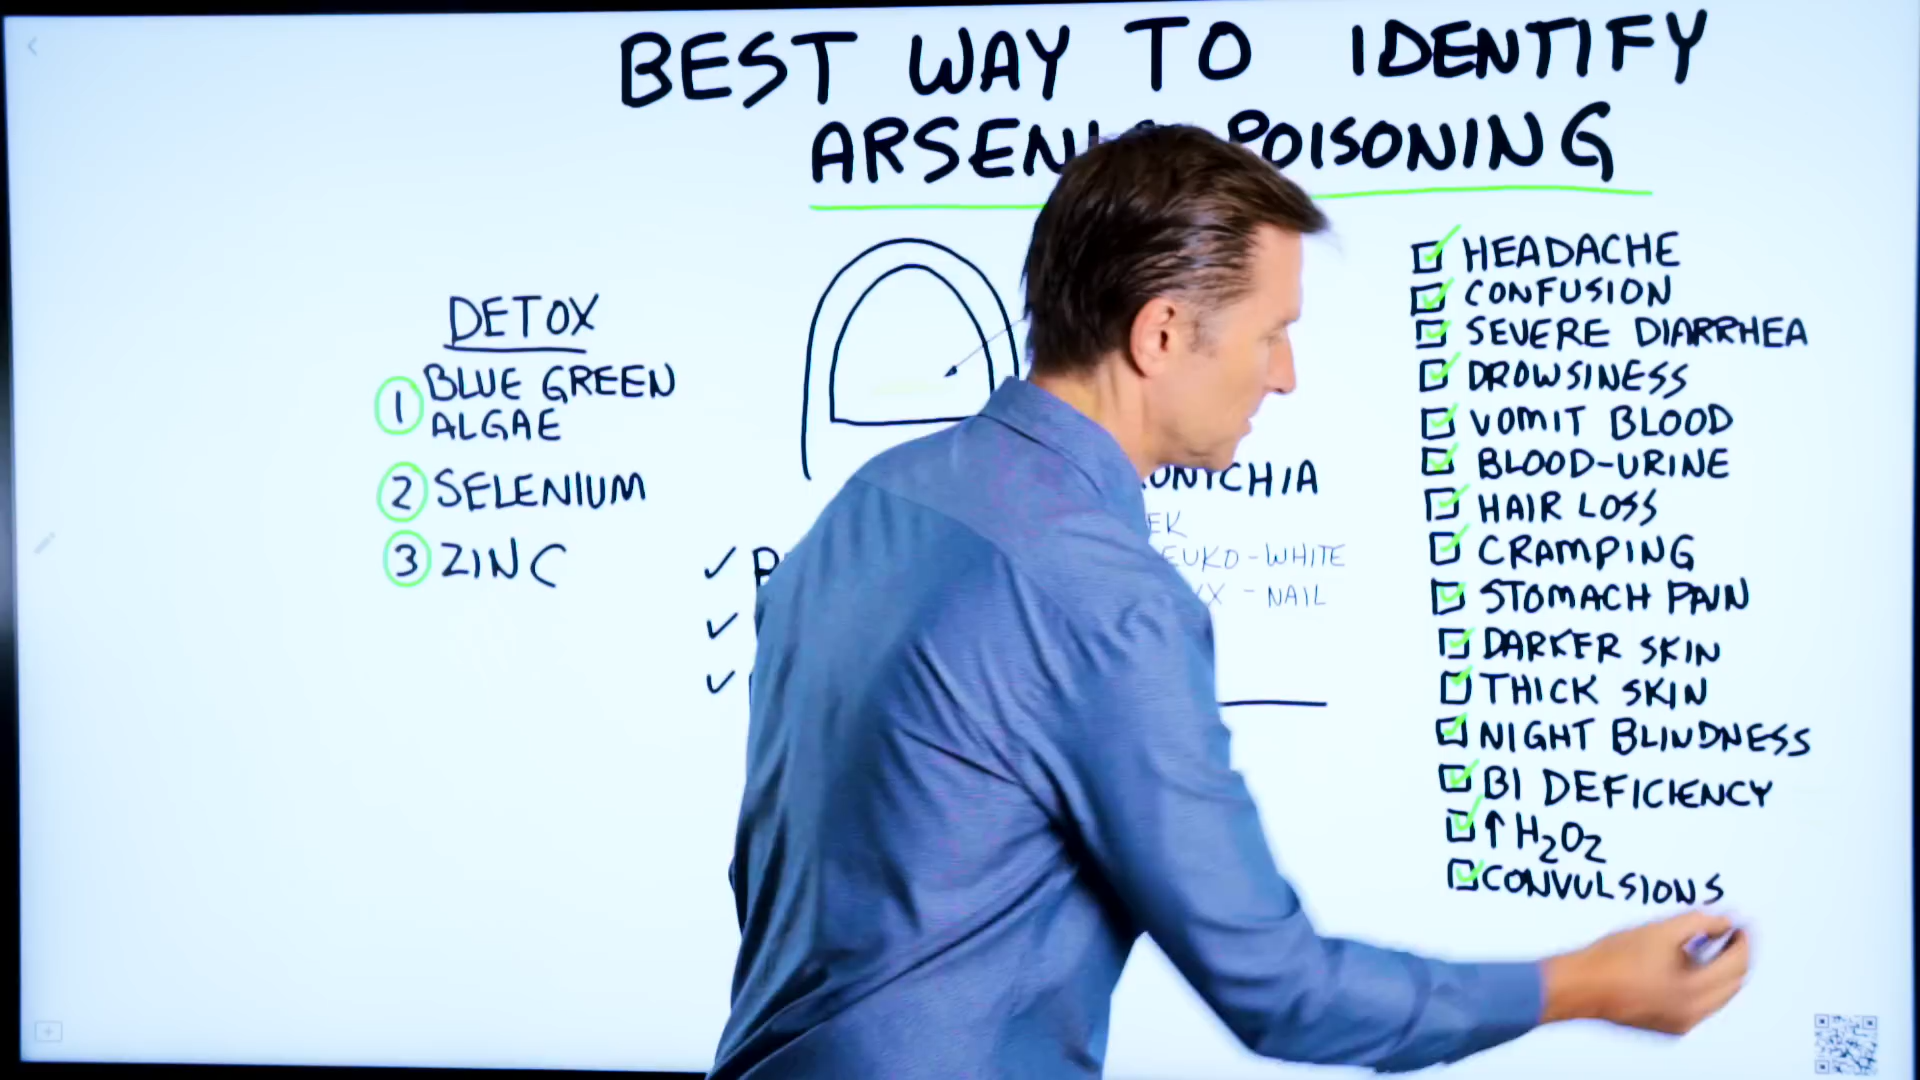 BEST WAY TO IDENTIFY
POISONING
DETOX
1 BLUE GREEN
ALGAE
2 SELENIUM
3 ZINC
-WHITE
- NAIL
HEADACHE
CONFUSION
SEVERE DIARRHEA
DROWSINESS
VOMIT BLOOD
BLOOD-URINE
HAIR LOSS
CRAMPING
STOMACH PAIN
DARKER SKIN
THICK SKIN
NIGHT BLINDNESS
B1 DEFICIENCY
↑ H₂O₂
CONVULSIONS